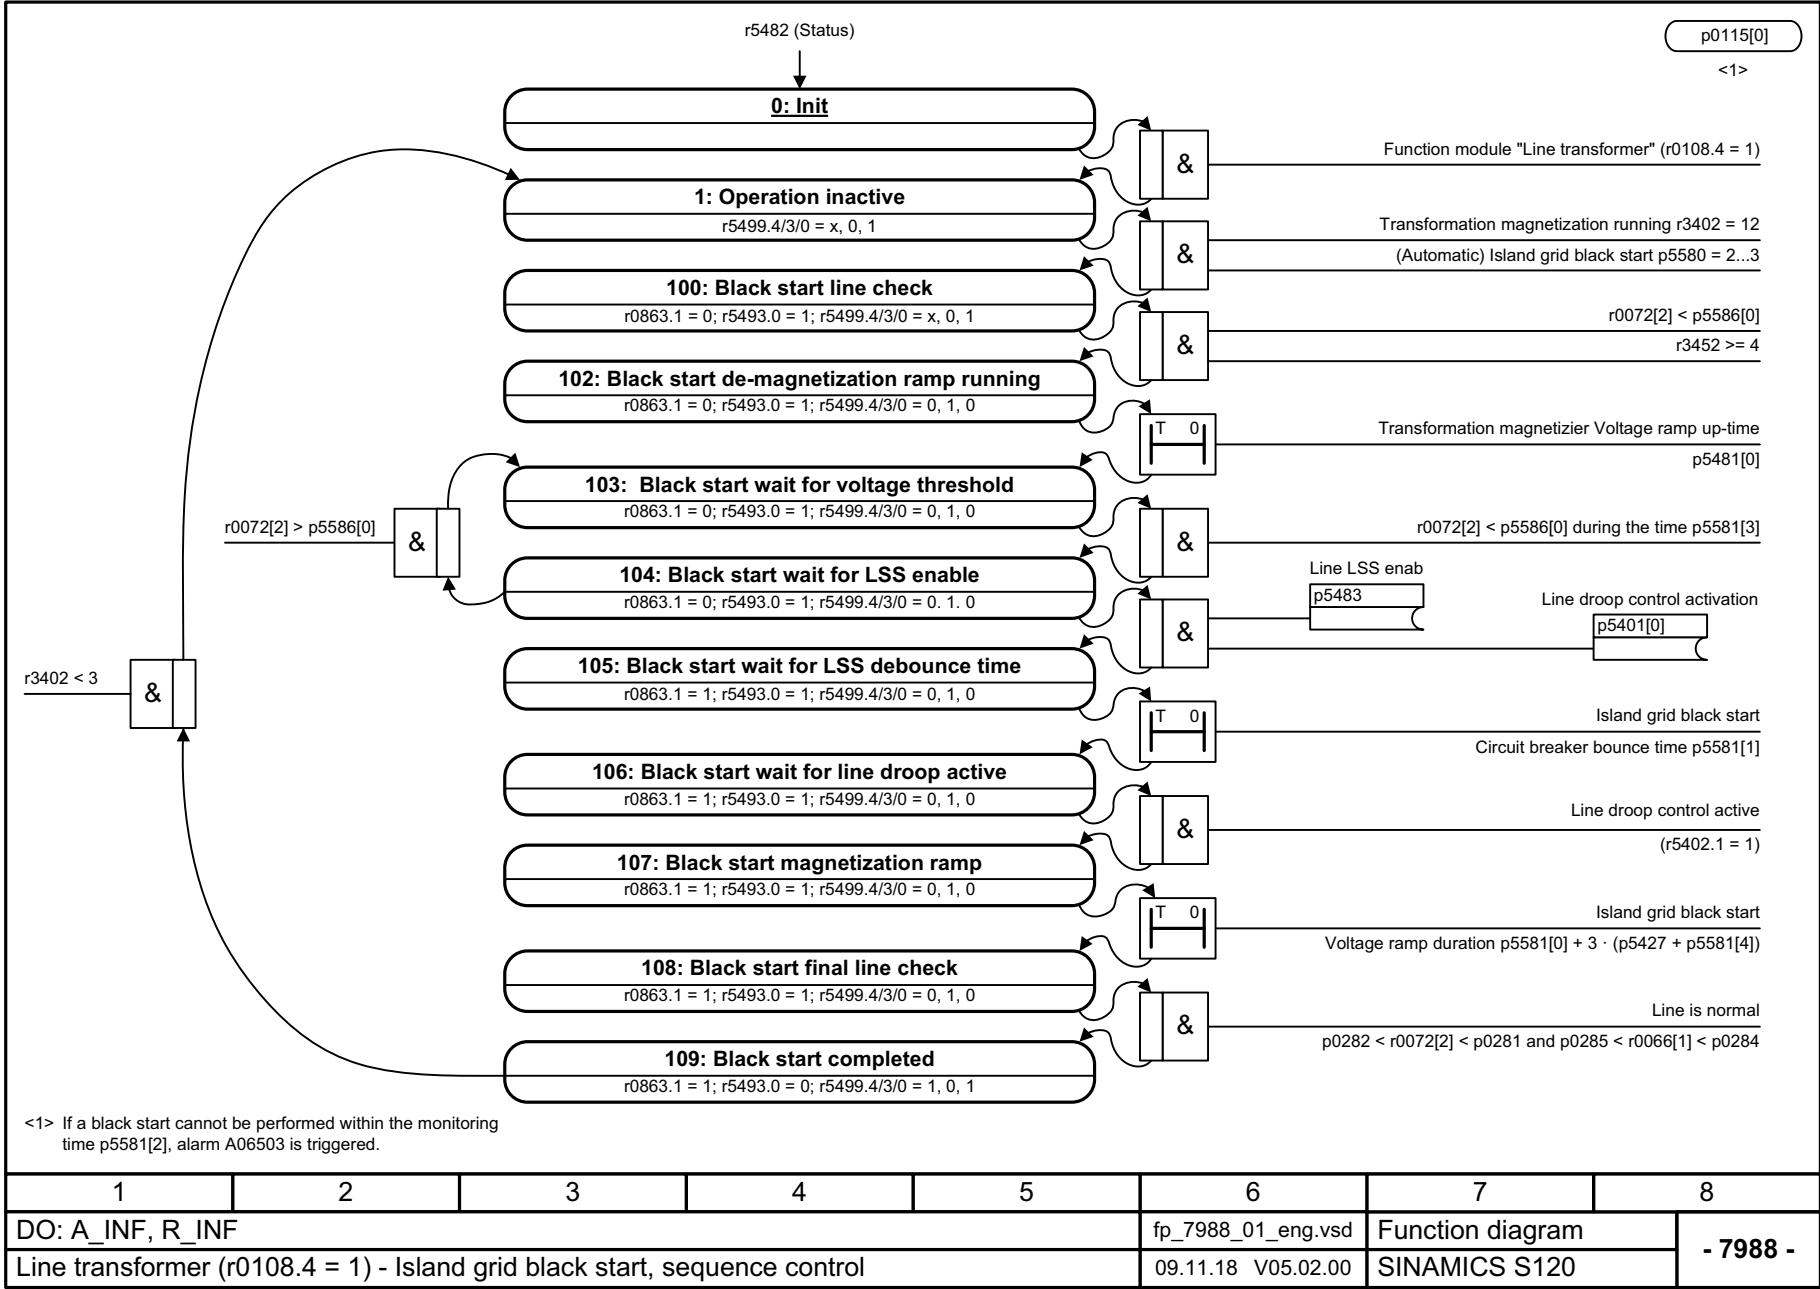 r5482 (Status)
p0115[0]
<1>
0: Init
&
Function module "Line transformer" (r0108.4 = 1)
1: Operation inactive
r5499.4/3/0 = x, 0, 1
&
Transformation magnetization running r3402 = 12
(Automatic) Island grid black start p5580 = 2...3
100: Black start line check
r0863.1 = 0; r5493.0 = 1; r5499.4/3/0 = x, 0, 1
&
r0072[2] < p5586[0]
r3452 >= 4
102: Black start de-magnetization ramp running
r0863.1 = 0; r5493.0 = 1; r5499.4/3/0 = 0, 1, 0
T 0
Transformation magnetizier Voltage ramp up-time
p5481[0]
103: Black start wait for voltage threshold
r0863.1 = 0; r5493.0 = 1; r5499.4/3/0 = 0, 1, 0
r0072[2] > p5586[0]
&
&
r0072[2] < p5586[0] during the time p5581[3]
104: Black start wait for LSS enable
r0863.1 = 0; r5493.0 = 1; r5499.4/3/0 = 0. 1. 0
&
Line LSS enab
p5483
Line droop control activation
p5401[0]
105: Black start wait for LSS debounce time
r0863.1 = 1; r5493.0 = 1; r5499.4/3/0 = 0, 1, 0
r3402 < 3
&
T 0
Island grid black start
Circuit breaker bounce time p5581[1]
106: Black start wait for line droop active
r0863.1 = 1; r5493.0 = 1; r5499.4/3/0 = 0, 1, 0
&
Line droop control active
(r5402.1 = 1)
107: Black start magnetization ramp
r0863.1 = 1; r5493.0 = 1; r5499.4/3/0 = 0, 1, 0
T 0
Island grid black start
Voltage ramp duration p5581[0] + 3 · (p5427 + p5581[4])
108: Black start final line check
r0863.1 = 1; r5493.0 = 1; r5499.4/3/0 = 0, 1, 0
&
Line is normal
p0282 < r0072[2] < p0281 and p0285 < r0066[1] < p0284
109: Black start completed
r0863.1 = 1; r5493.0 = 0; r5499.4/3/0 = 1, 0, 1
<1> If a black start cannot be performed within the monitoring
time p5581[2], alarm A06503 is triggered.
1 2 3 4 5 6 7 8
DO: A_INF, R_INF
fp_7988_01_eng.vsd
Function diagram
- 7988 -
Line transformer (r0108.4 = 1) - Island grid black start, sequence control
09.11.18 V05.02.00
SINAMICS S120